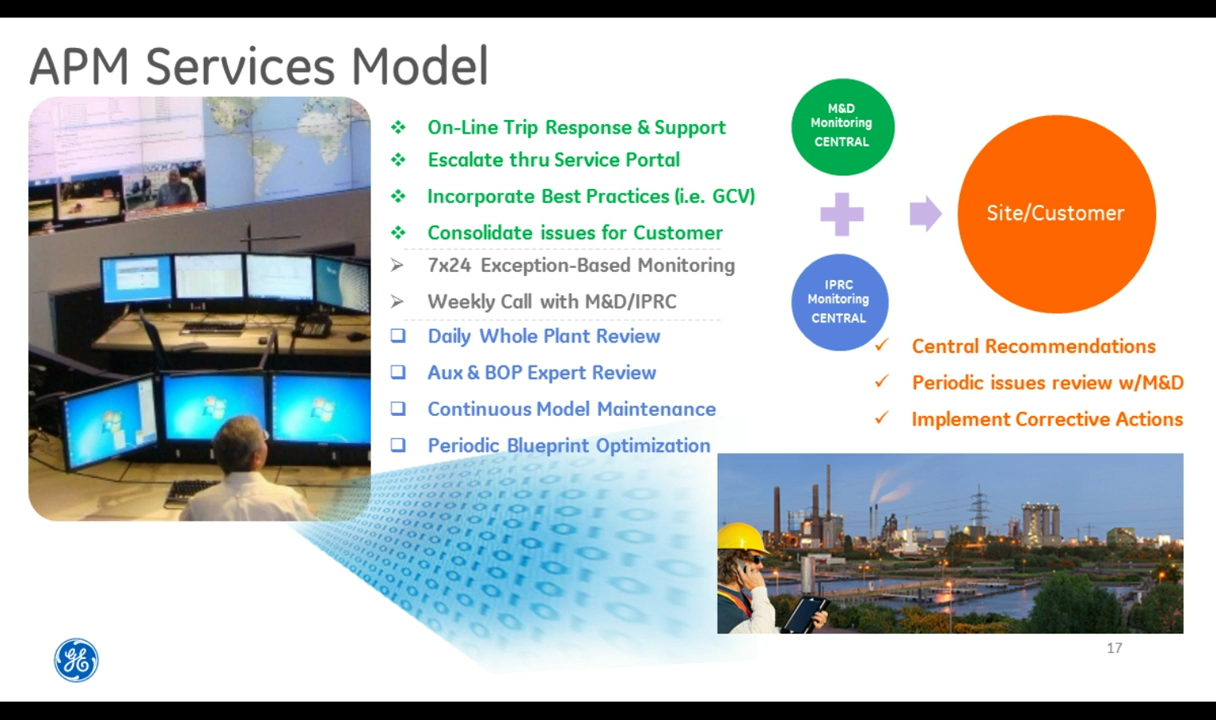 APM Services Model
On-Line Trip Response & Support
Escalate thru Service Portal
Incorporate Best Practices (i.e. GCV)
Consolidate issues for Customer
7x24 Exception-Based Monitoring
Weekly Call with M&D/IPRC
Daily Whole Plant Review
Aux & BOP Expert Review
Continuous Model Maintenance
Periodic Blueprint Optimization
M&D
Monitoring
CENTRAL
IPRC
Monitoring
CENTRAL
Site/Customer
Central Recommendations
Periodic issues review w/M&D
Implement Corrective Actions
GE
17